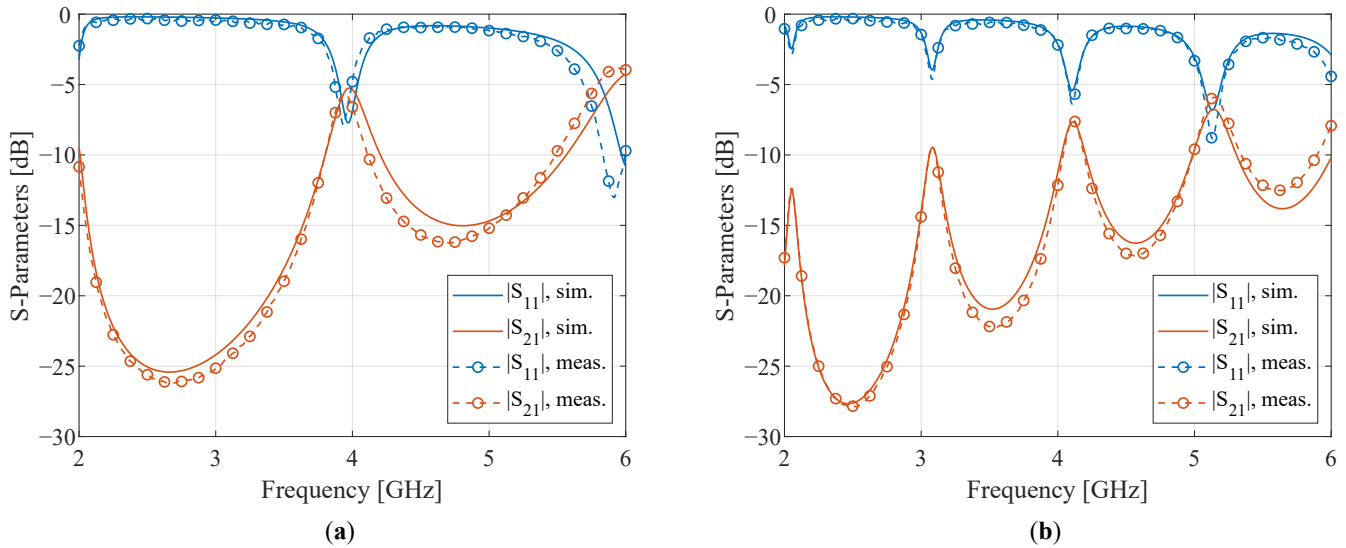 0
−5
−10
−15
−20
−25
−30
S-Parameters [dB]
|S11|, sim.
|S21|, sim.
|S11|, meas.
|S21|, meas.
2 3 4 5 6
Frequency [GHz]
(a)
0
−5
−10
−15
−20
−25
−30
S-Parameters [dB]
|S11|, sim.
|S21|, sim.
|S11|, meas.
|S21|, meas.
2 3 4 5 6
Frequency [GHz]
(b)